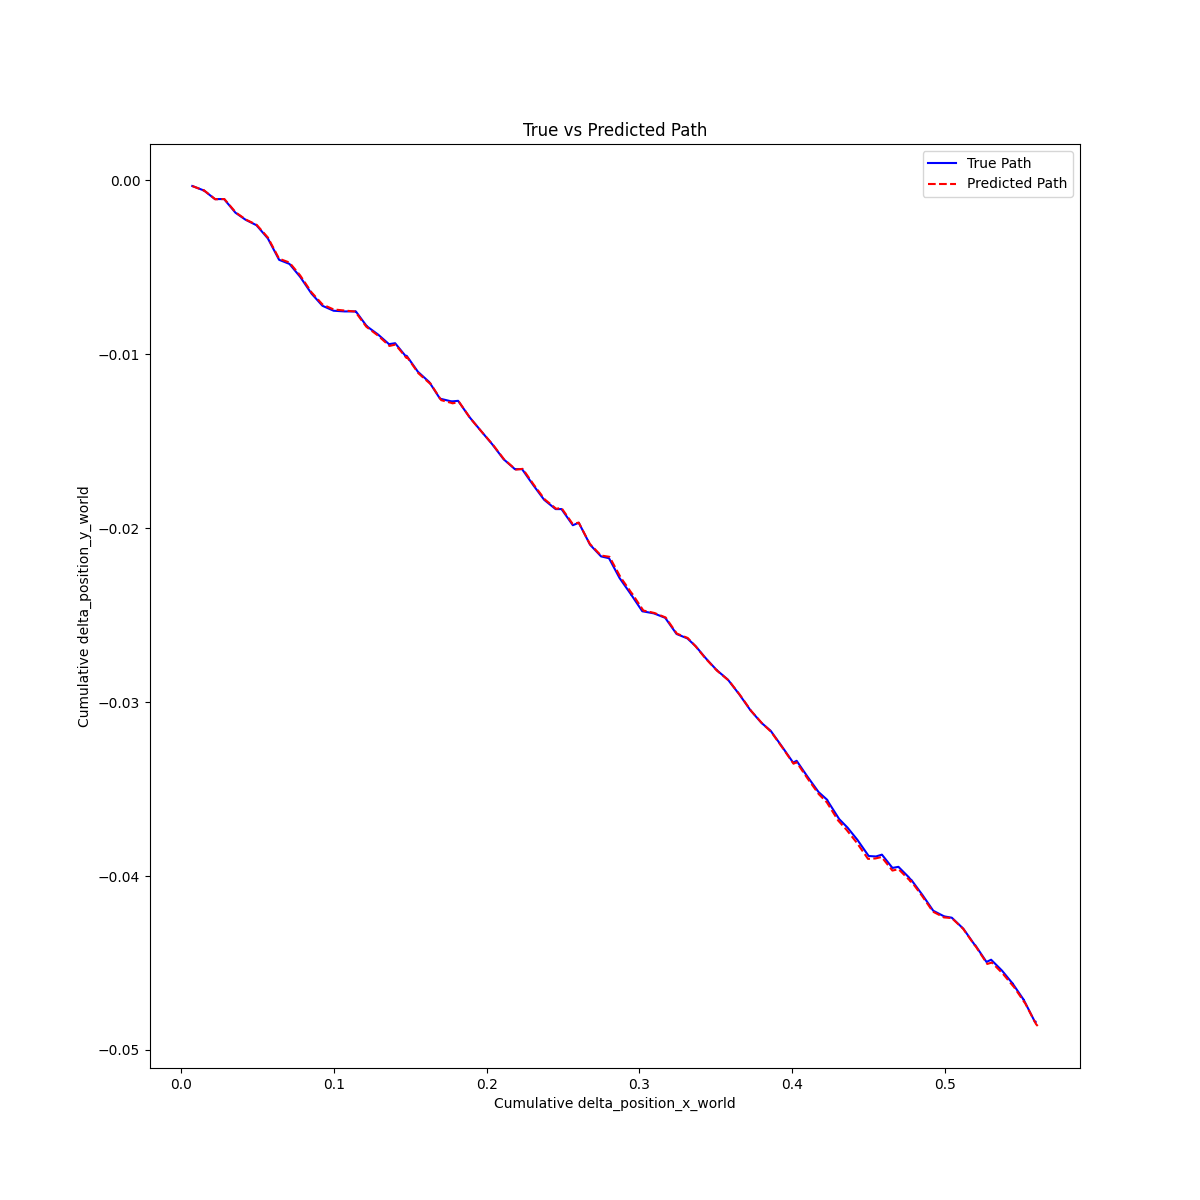 True vs Predicted Path
True Path
Predicted Path
0.00
−0.01
−0.02
−0.03
−0.04
−0.05
Cumulative delta_position_y_world
0.0 0.1 0.2 0.3 0.4 0.5
Cumulative delta_position_x_world